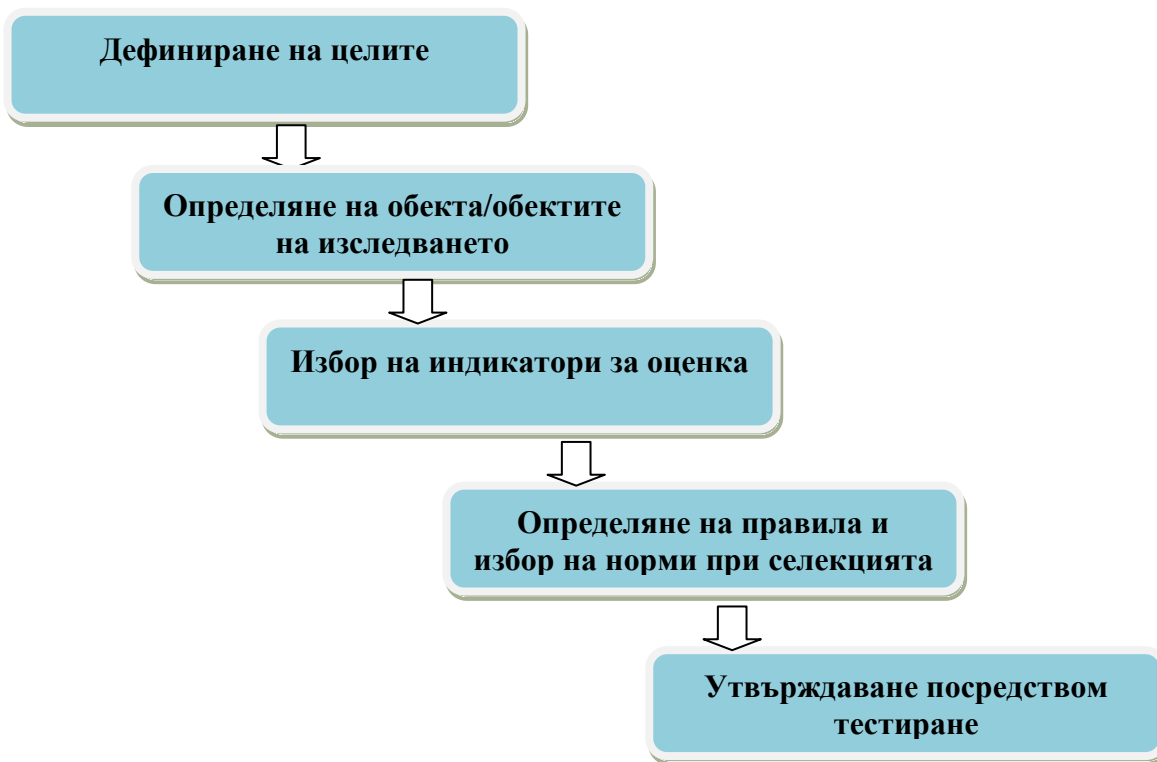 Дефиниране на целите
Определяне на обекта/обектите
на изследването
Избор на индикатори за оценка
Определяне на правила и
избор на норми при селекцията
Утвърждаване посредством
тестиране